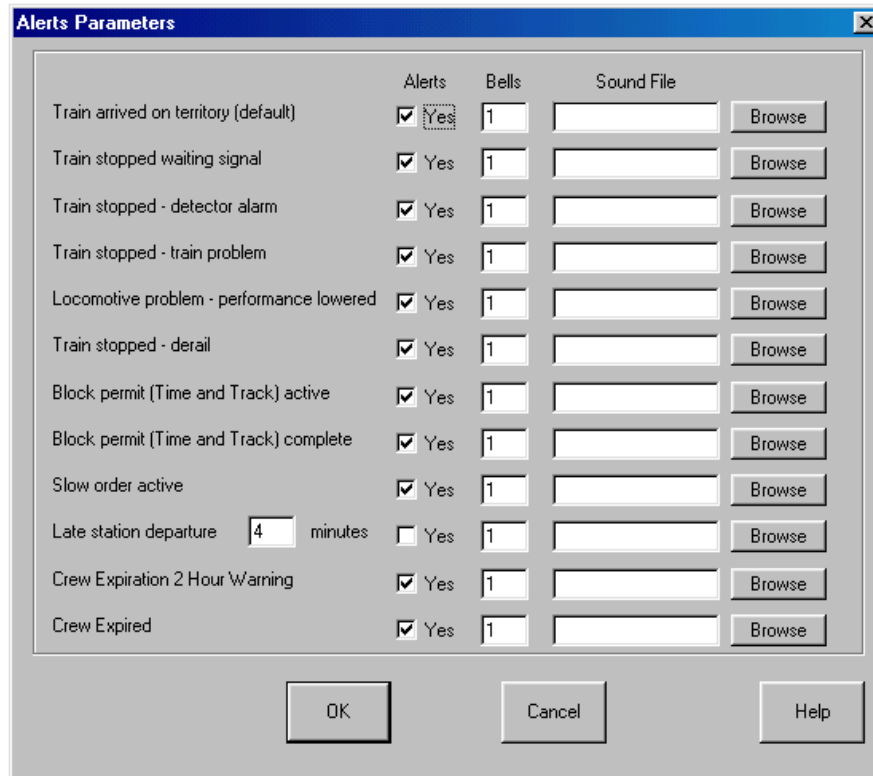 Alerts Parameters
Alerts Bells Sound File
Train arrived on territory (default) Yes 1 Browse
Train stopped waiting signal Yes 1 Browse
Train stopped - detector alarm Yes 1 Browse
Train stopped - train problem Yes 1 Browse
Locomotive problem - performance lowered Yes 1 Browse
Train stopped - derail Yes 1 Browse
Block permit (Time and Track) active Yes 1 Browse
Block permit (Time and Track) complete Yes 1 Browse
Slow order active Yes 1 Browse
Late station departure 4 minutes Yes 1 Browse
Crew Expiration 2 Hour Warning Yes 1 Browse
Crew Expired Yes 1 Browse
OK Cancel Help